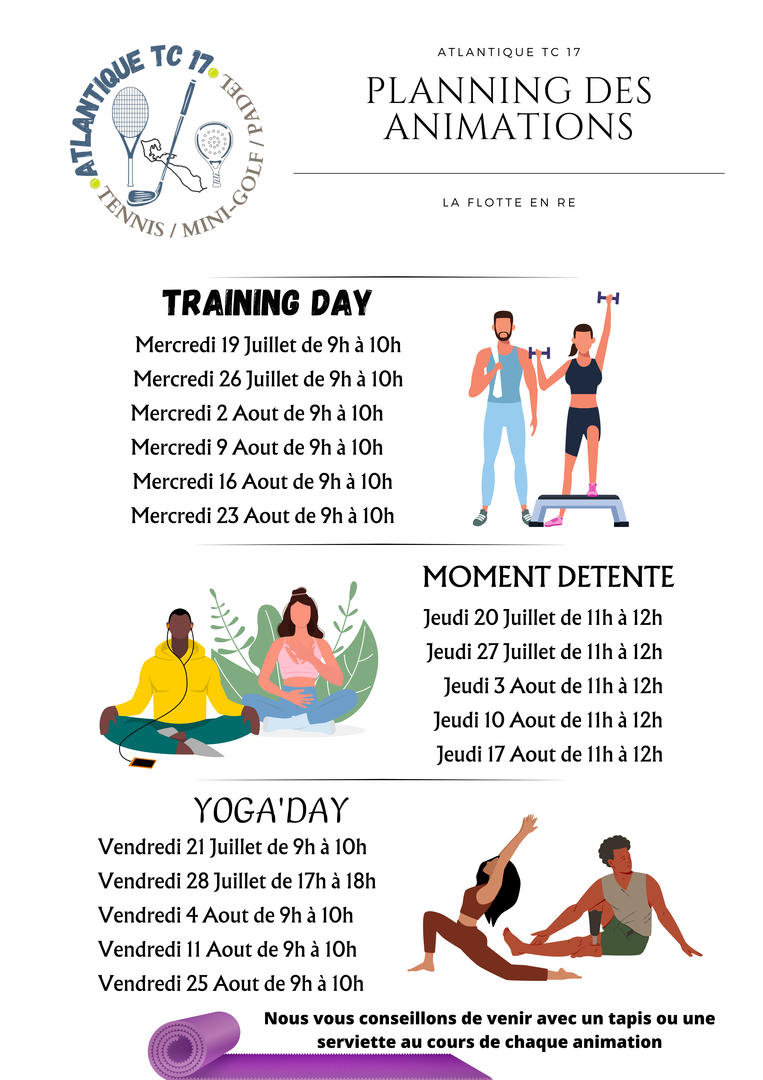 ATLANTIQUE TC 17
TENNIS / MINI-GOLF / PADEL
ATLANTIQUE TC 17
PLANNING DES
ANIMATIONS
LA FLOTTE EN RE
TRAINING DAY
Mercredi 19 Juillet de 9h à 10h
Mercredi 26 Juillet de 9h à 10h
Mercredi 2 Aout de 9h à 10h
Mercredi 9 Aout de 9h à 10h
Mercredi 16 Aout de 9h à 10h
Mercredi 23 Aout de 9h à 10h
MOMENT DETENTE
Jeudi 20 Juillet de 11h à 12h
Jeudi 27 Juillet de 11h à 12h
Jeudi 3 Aout de 11h à 12h
Jeudi 10 Aout de 11h à 12h
Jeudi 17 Aout de 11h à 12h
YOGA'DAY
Vendredi 21 Juillet de 9h à 10h
Vendredi 28 Juillet de 17h à 18h
Vendredi 4 Aout de 9h à 10h
Vendredi 11 Aout de 9h à 10h
Vendredi 25 Aout de 9h à 10h
Nous vous conseillons de venir avec un tapis ou une
serviette au cours de chaque animation